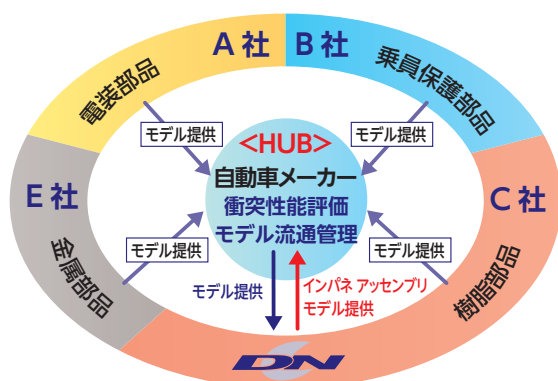 A社
B社
電装部品
乗員保護部品
モデル提供
モデル提供
<HUB>
自動車メーカー
衝突性能評価
モデル流通管理
E社
C社
金属部品
樹脂部品
モデル提供
モデル提供
モデル提供
インパネ アッセンブリ
モデル提供
DN